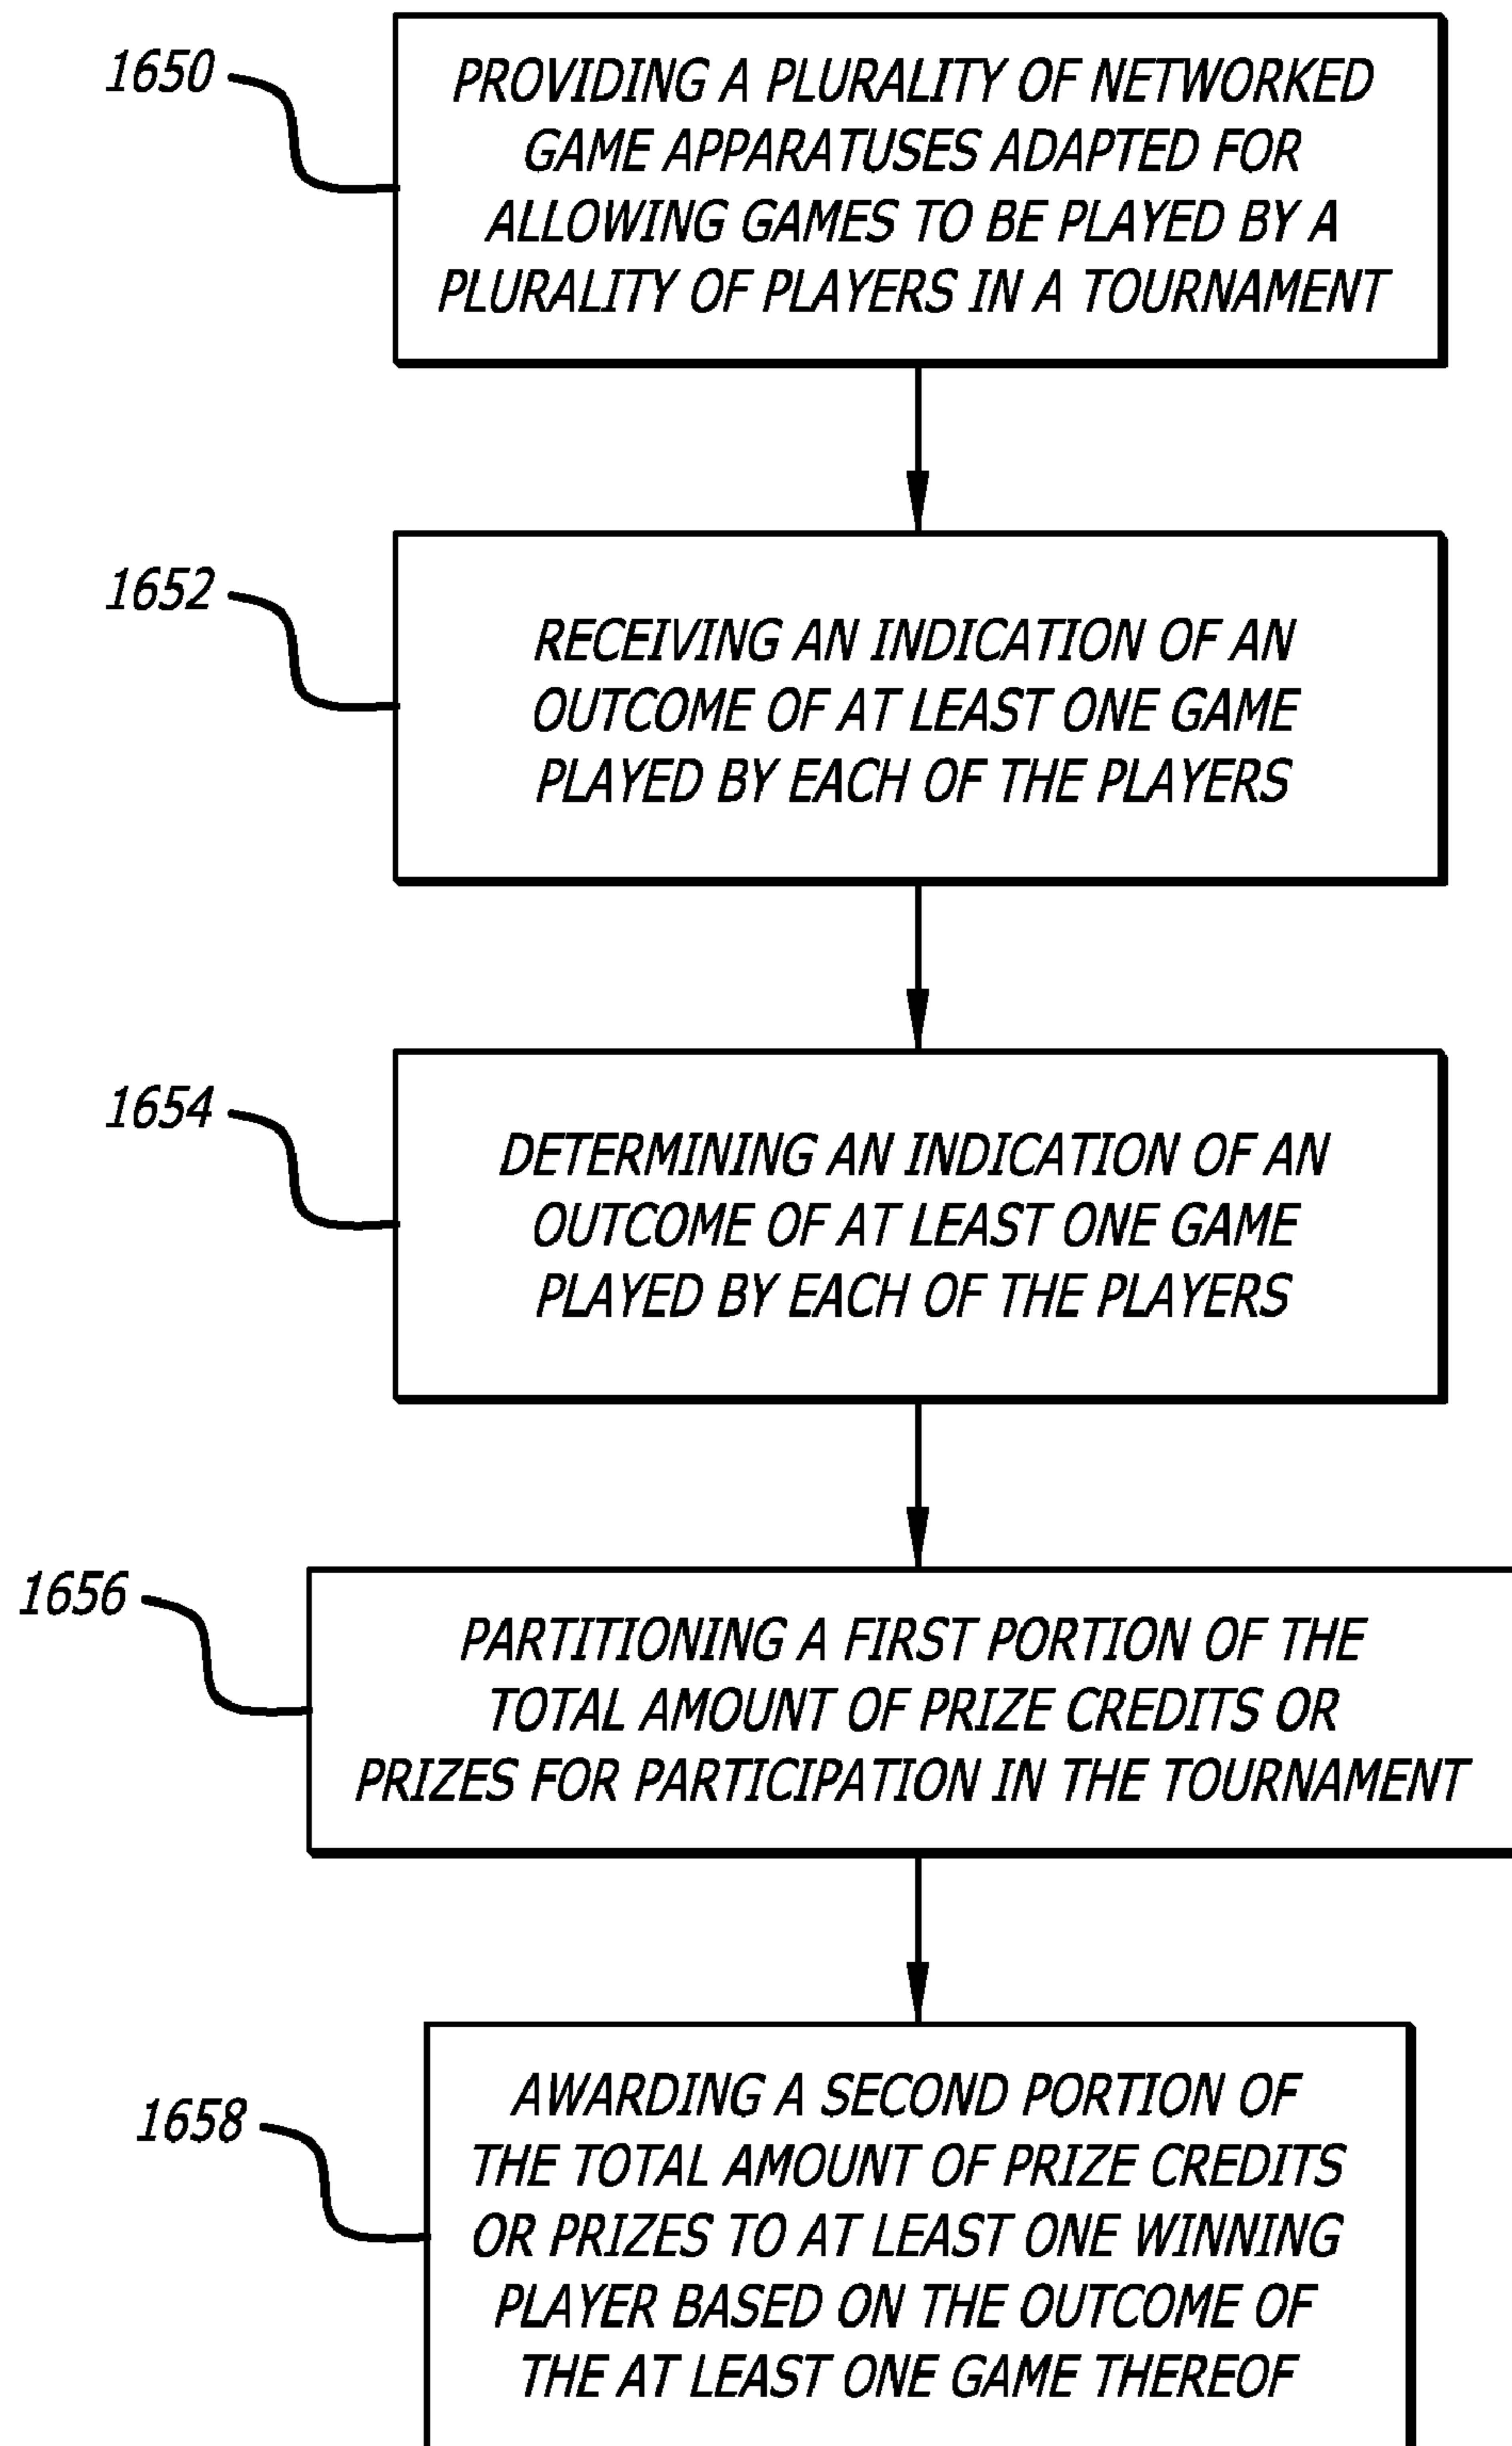 1650
PROVIDING A PLURALITY OF NETWORKED
GAME APPARATUSES ADAPTED FOR
ALLOWING GAMES TO BE PLAYED BY A
PLURALITY OF PLAYERS IN A TOURNAMENT
1652
RECEIVING AN INDICATION OF AN
OUTCOME OF AT LEAST ONE GAME
PLAYED BY EACH OF THE PLAYERS
1654
DETERMINING AN INDICATION OF AN
OUTCOME OF AT LEAST ONE GAME
PLAYED BY EACH OF THE PLAYERS
1656
PARTITIONING A FIRST PORTION OF THE
TOTAL AMOUNT OF PRIZE CREDITS OR
PRIZES FOR PARTICIPATION IN THE TOURNAMENT
1658
AWARDING A SECOND PORTION OF
THE TOTAL AMOUNT OF PRIZE CREDITS
OR PRIZES TO AT LEAST ONE WINNING
PLAYER BASED ON THE OUTCOME OF
THE AT LEAST ONE GAME THEREOF